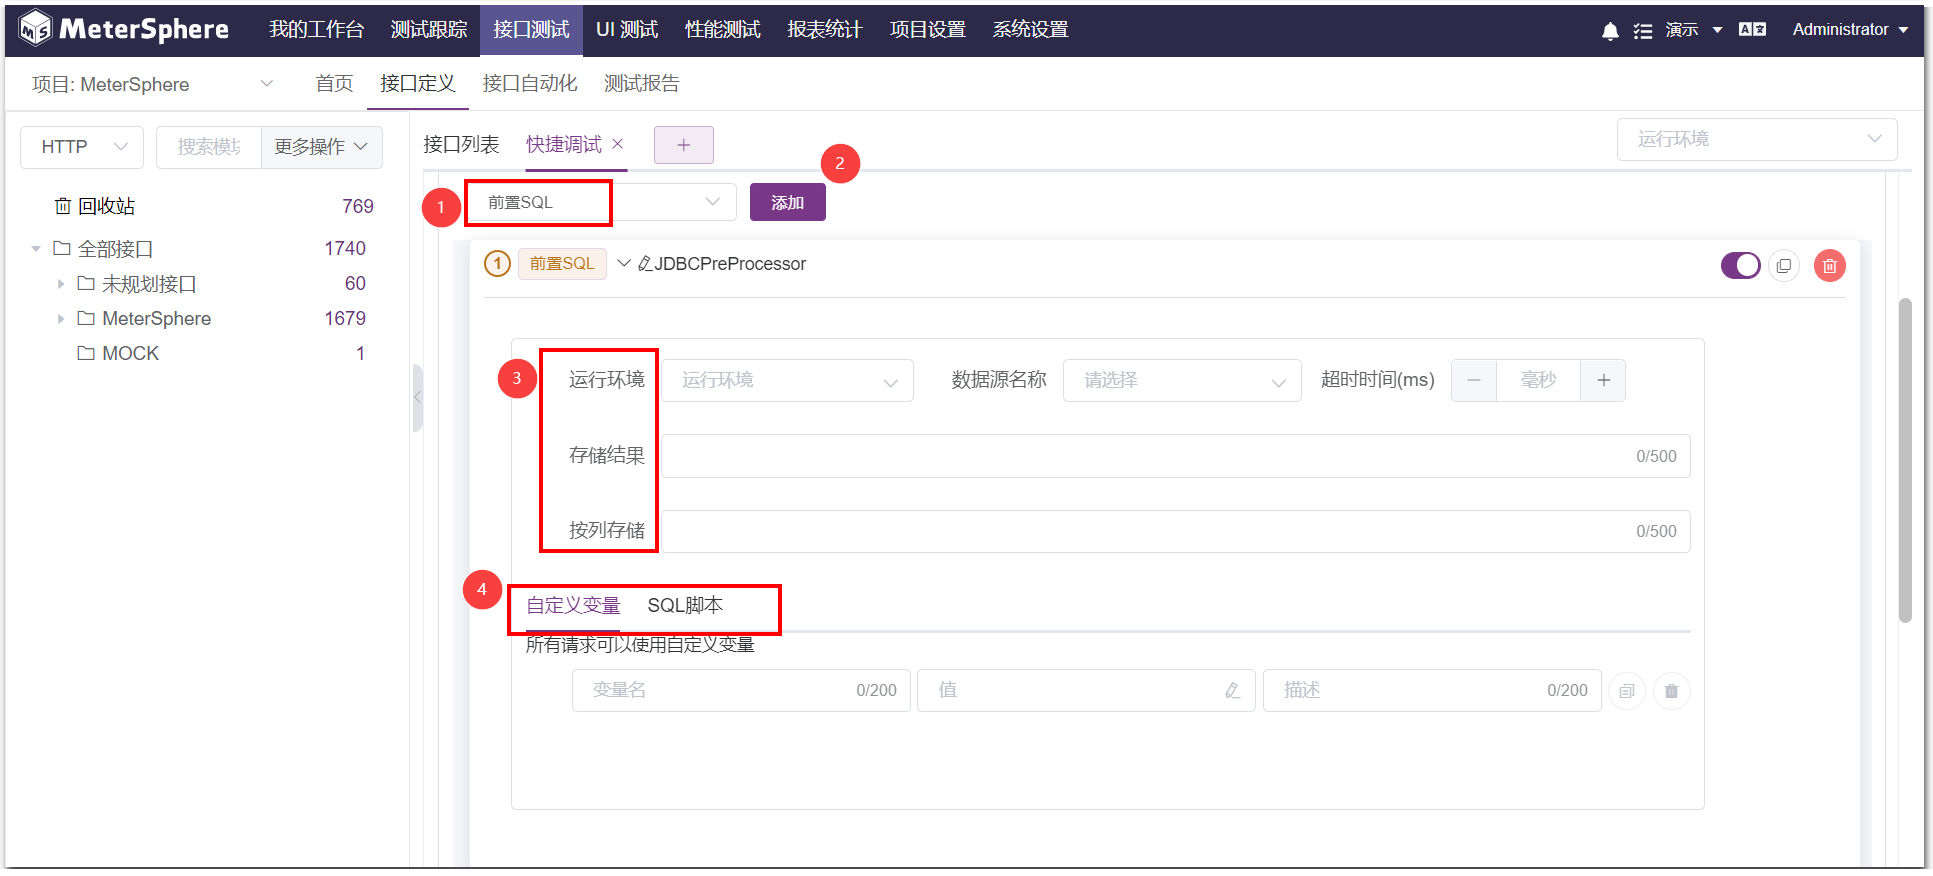 MeterSphere 我的工作台 测试跟踪 接口测试 UI 测试 性能测试 报表统计 项目设置 系统设置 演示 Administrator
项目: MeterSphere 首页 接口定义 接口自动化 测试报告
HTTP 搜索模块 更多操作 接口列表 快捷调试 + 运行环境
回收站 769
全部接口 1740
未规划接口 60
MeterSphere 1679
MOCK 1
1 前置SQL 添加 2
1 前置SQL JDBCPreProcessor
3 运行环境 运行环境 数据源名称 请选择 超时时间(ms) − 毫秒 +
存储结果 0/500
按列存储 0/500
4 自定义变量 SQL脚本
所有请求可以使用自定义变量
变量名 0/200 值 描述 0/200